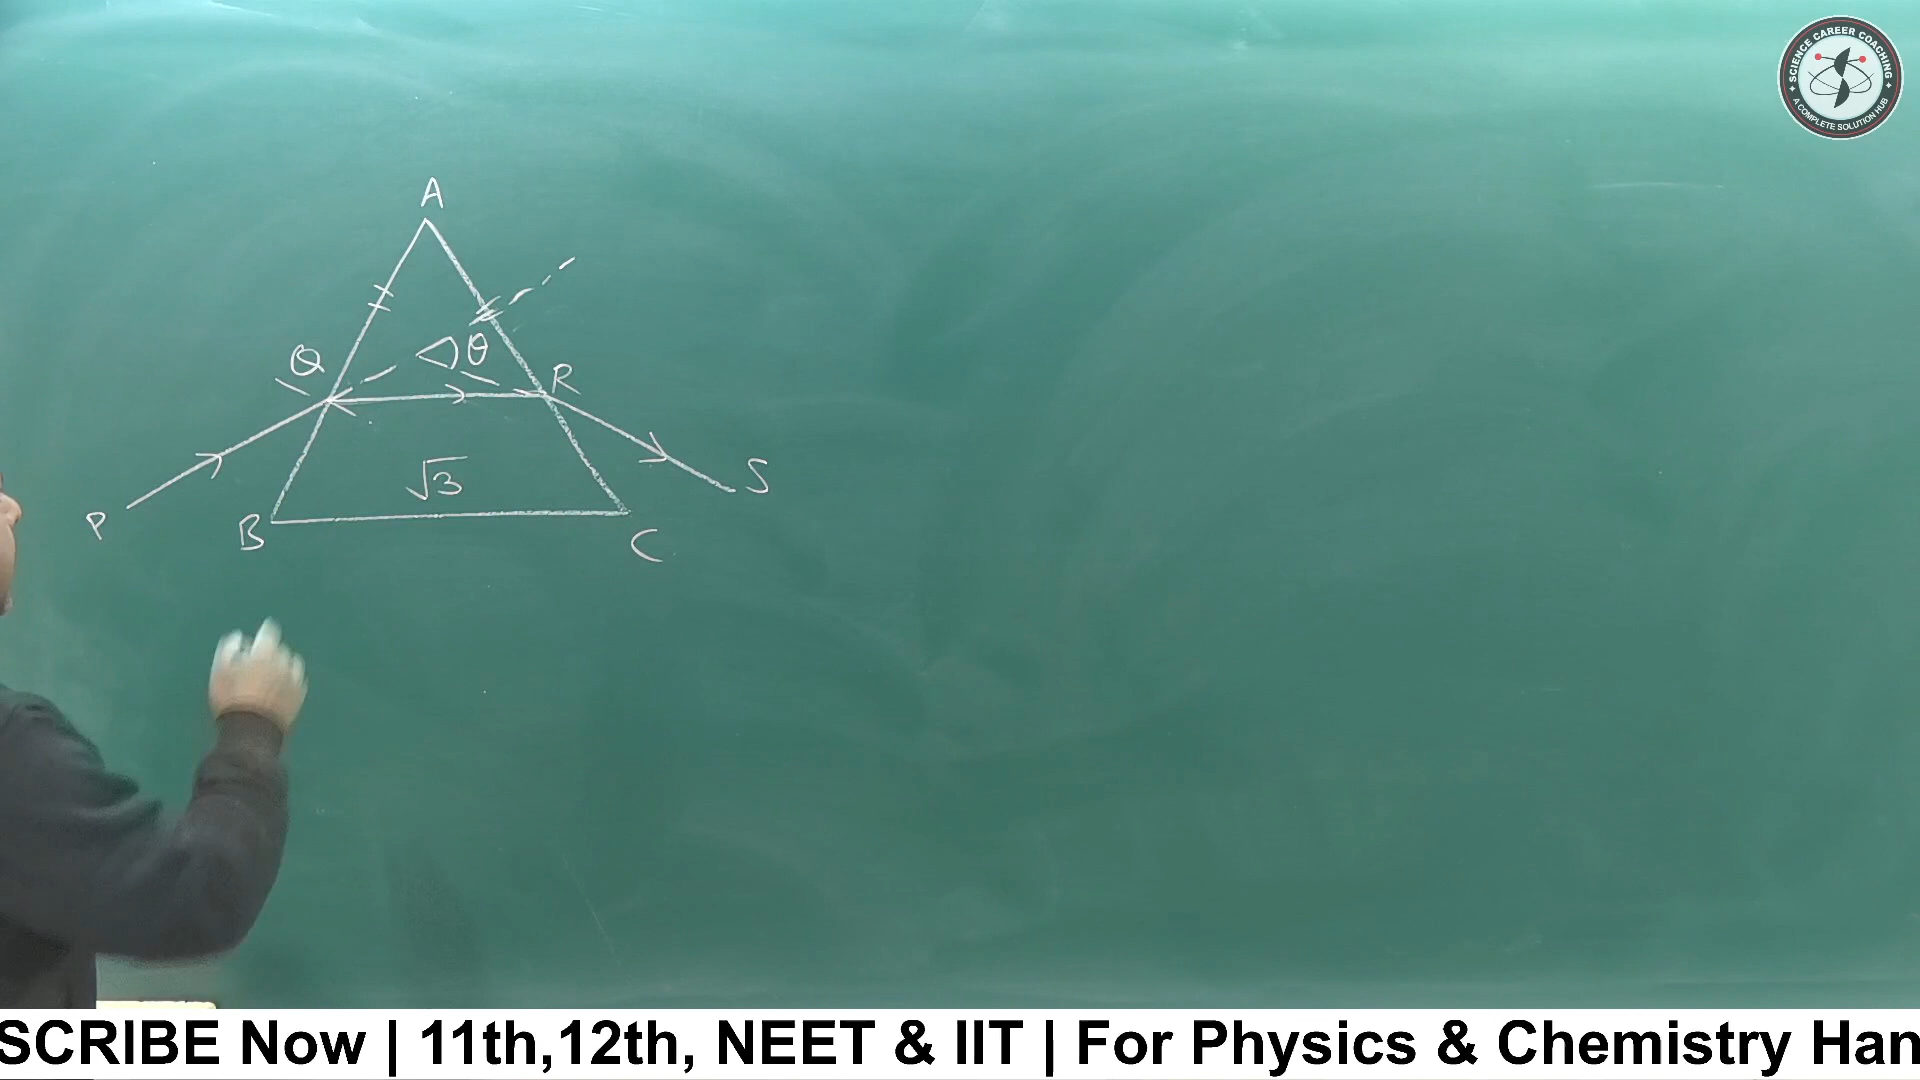 SCIENCE CAREER COACHING
A COMPLETE SOLUTION HUB
A
Q
θ
R
√3
S
P
B
C
SCRIBE Now | 11th,12th, NEET & IIT | For Physics & Chemistry Han